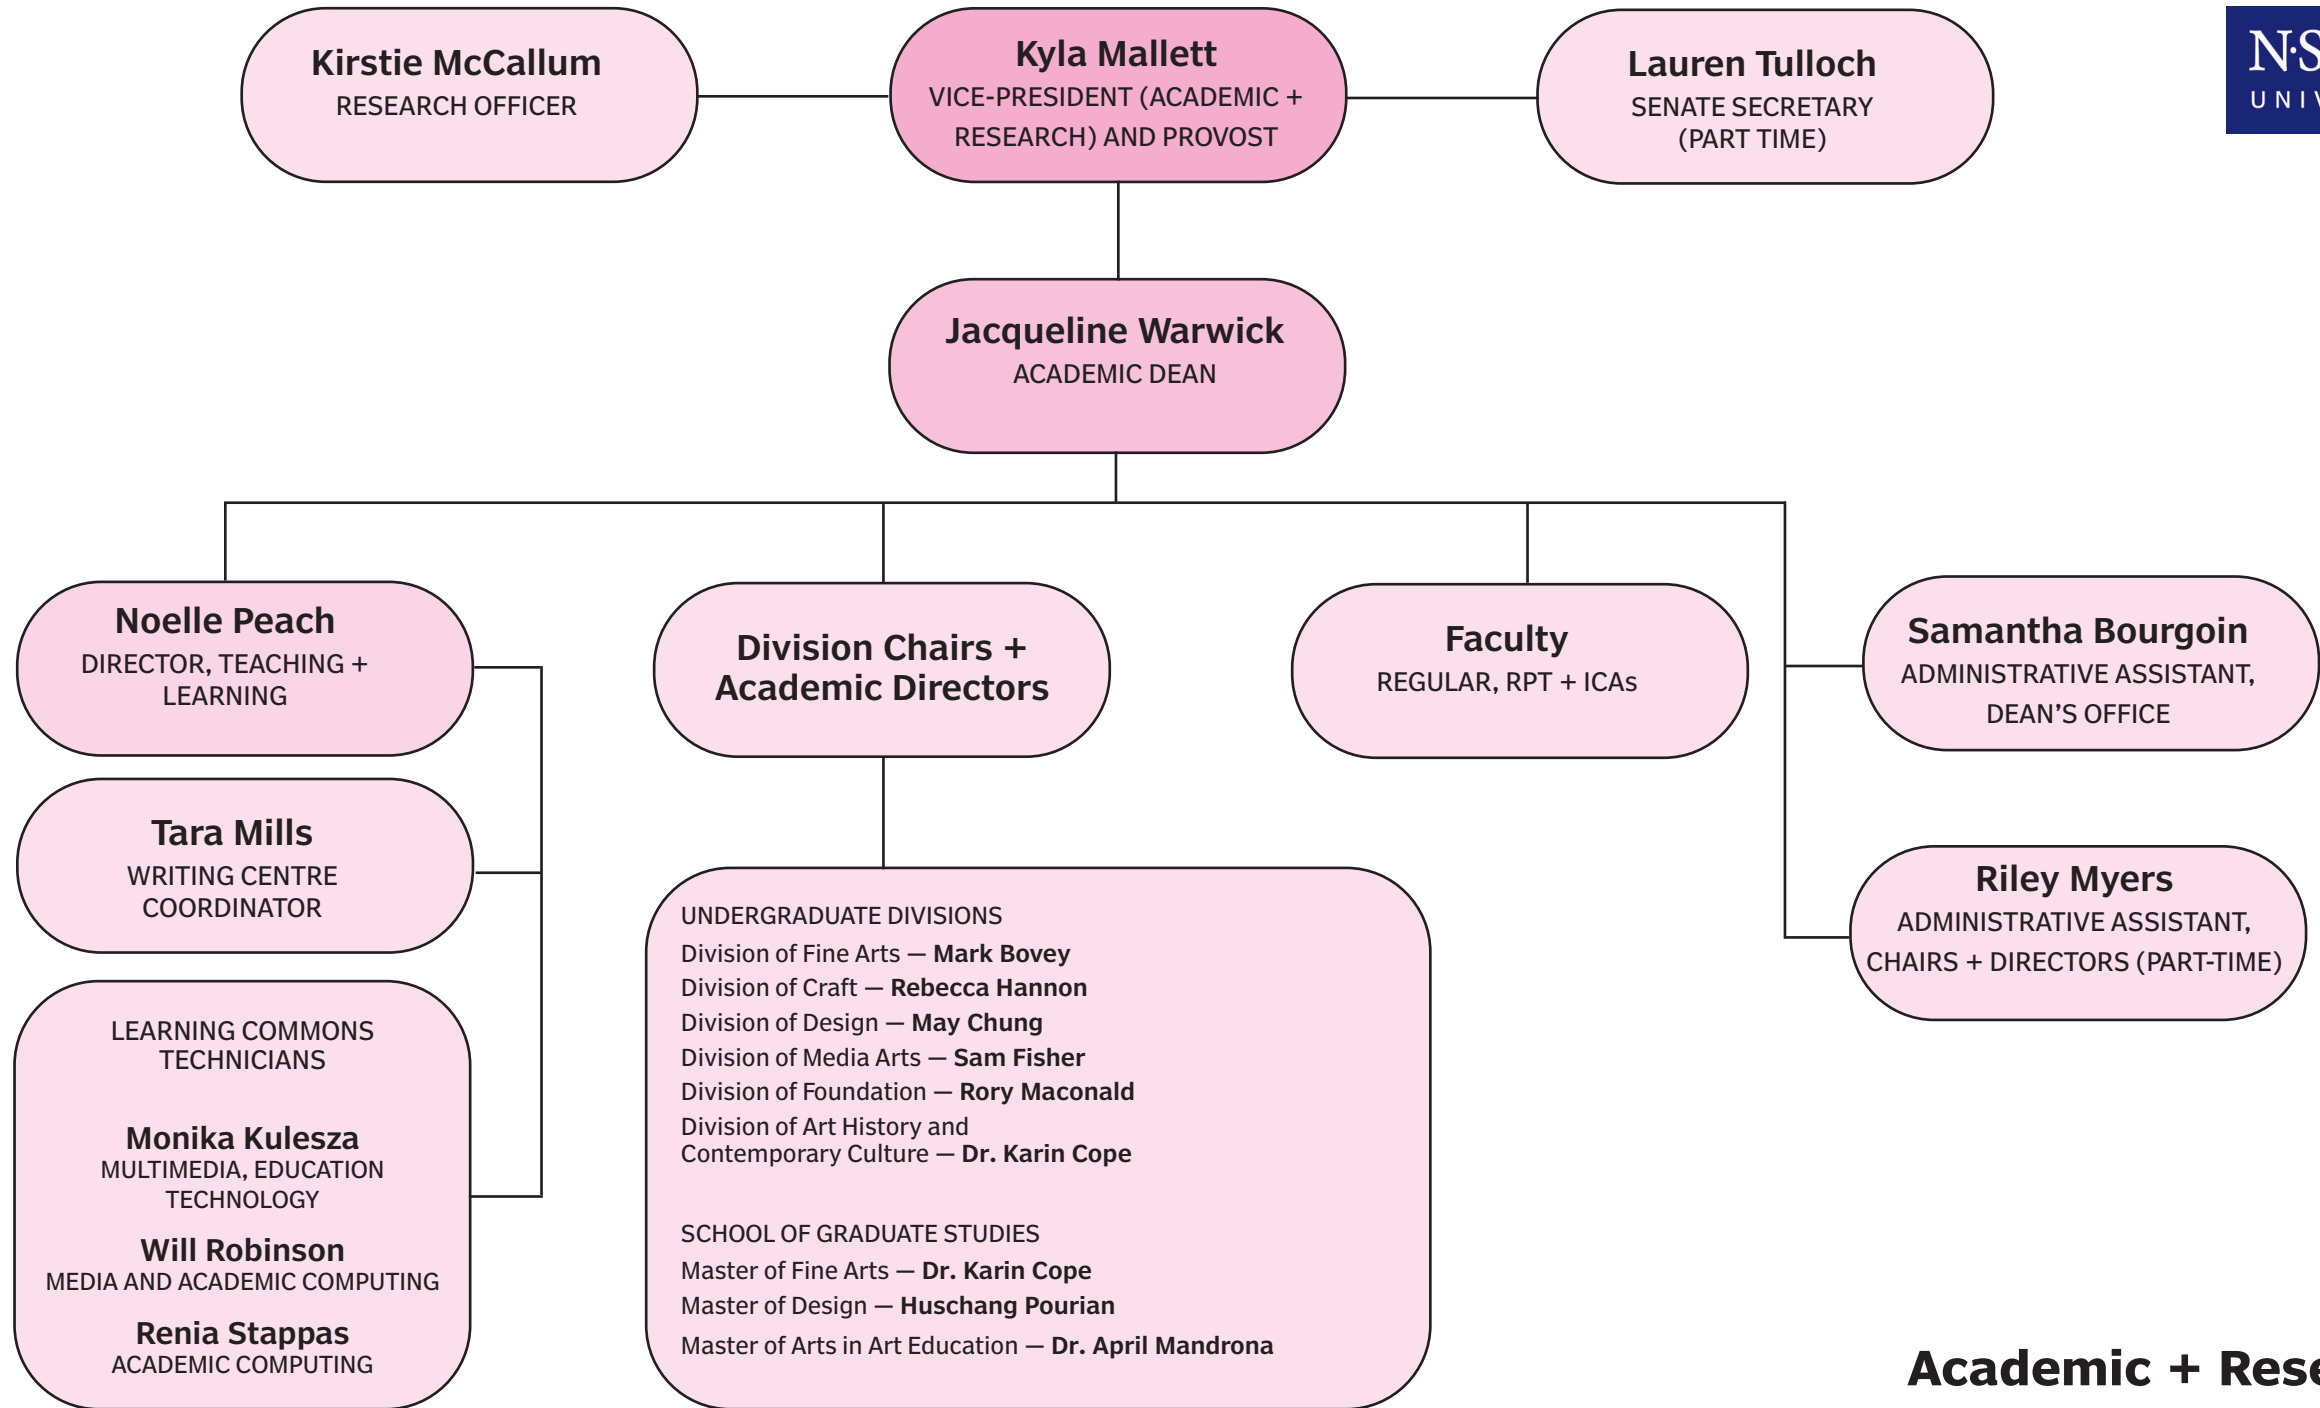 Kirstie McCallum
RESEARCH OFFICER
Kyla Mallett
VICE-PRESIDENT (ACADEMIC +
RESEARCH) AND PROVOST
Lauren Tulloch
SENATE SECRETARY
(PART TIME)
N·S
UNIV
Jacqueline Warwick
ACADEMIC DEAN
Noelle Peach
DIRECTOR, TEACHING +
LEARNING
Tara Mills
WRITING CENTRE
COORDINATOR
LEARNING COMMONS
TECHNICIANS
Monika Kulesza
MULTIMEDIA, EDUCATION
TECHNOLOGY
Will Robinson
MEDIA AND ACADEMIC COMPUTING
Renia Stappas
ACADEMIC COMPUTING
Division Chairs +
Academic Directors
UNDERGRADUATE DIVISIONS
Division of Fine Arts — Mark Bovey
Division of Craft — Rebecca Hannon
Division of Design — May Chung
Division of Media Arts — Sam Fisher
Division of Foundation — Rory Maconald
Division of Art History and
Contemporary Culture — Dr. Karin Cope
SCHOOL OF GRADUATE STUDIES
Master of Fine Arts — Dr. Karin Cope
Master of Design — Huschang Pourian
Master of Arts in Art Education — Dr. April Mandrona
Faculty
REGULAR, RPT + ICAs
Samantha Bourgoin
ADMINISTRATIVE ASSISTANT,
DEAN’S OFFICE
Riley Myers
ADMINISTRATIVE ASSISTANT,
CHAIRS + DIRECTORS (PART-TIME)
Academic + Rese